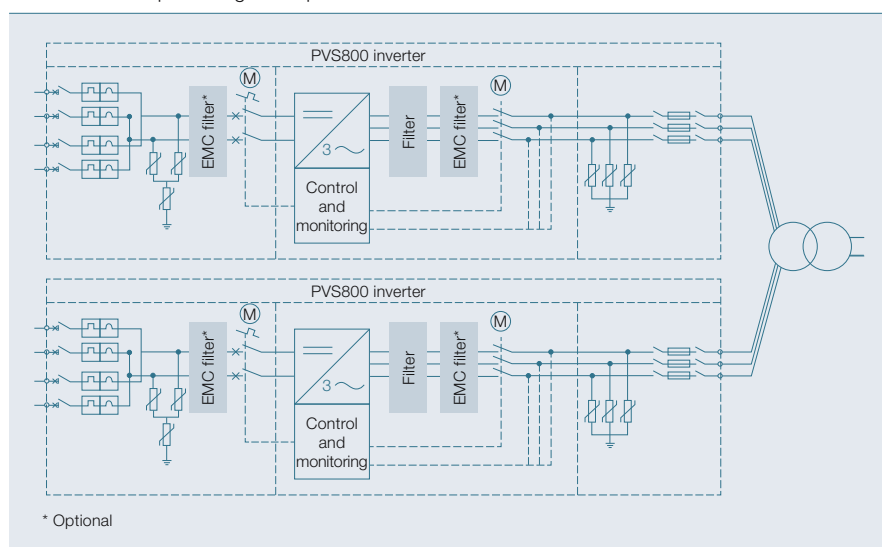 PVS800 inverter
M
EMC filter*
3
Control
and
monitoring
Filter
EMC filter*
M
PVS800 inverter
M
EMC filter*
3
Control
and
monitoring
Filter
EMC filter*
M
* Optional